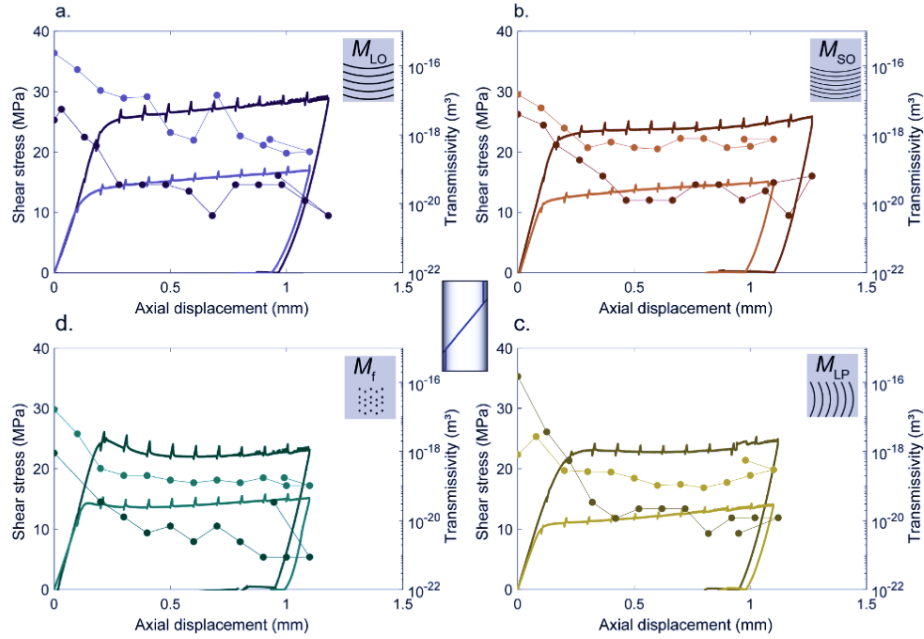 a.
b.
M_LO
M_SO
40
30
20
10
0
Shear stress (MPa)
10⁻¹⁶
10⁻¹⁸
10⁻²⁰
10⁻²²
Transmissivity (m³)
0 0.5 1 1.5
Axial displacement (mm)
40
30
20
10
0
Shear stress (MPa)
10⁻¹⁶
10⁻¹⁸
10⁻²⁰
10⁻²²
Transmissivity (m³)
0 0.5 1 1.5
Axial displacement (mm)
d.
c.
M_f
M_LP
40
30
20
10
0
Shear stress (MPa)
10⁻¹⁶
10⁻¹⁸
10⁻²⁰
10⁻²²
Transmissivity (m³)
0 0.5 1 1.5
Axial displacement (mm)
40
30
20
10
0
Shear stress (MPa)
10⁻¹⁶
10⁻¹⁸
10⁻²⁰
10⁻²²
Transmissivity (m³)
0 0.5 1 1.5
Axial displacement (mm)